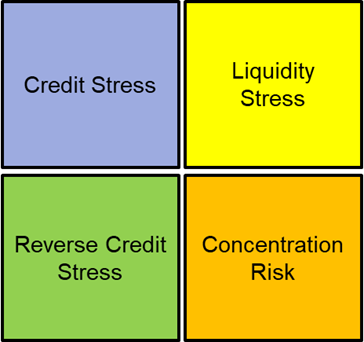 Credit Stress
Liquidity
Stress
Reverse Credit
Stress
Concentration
Risk